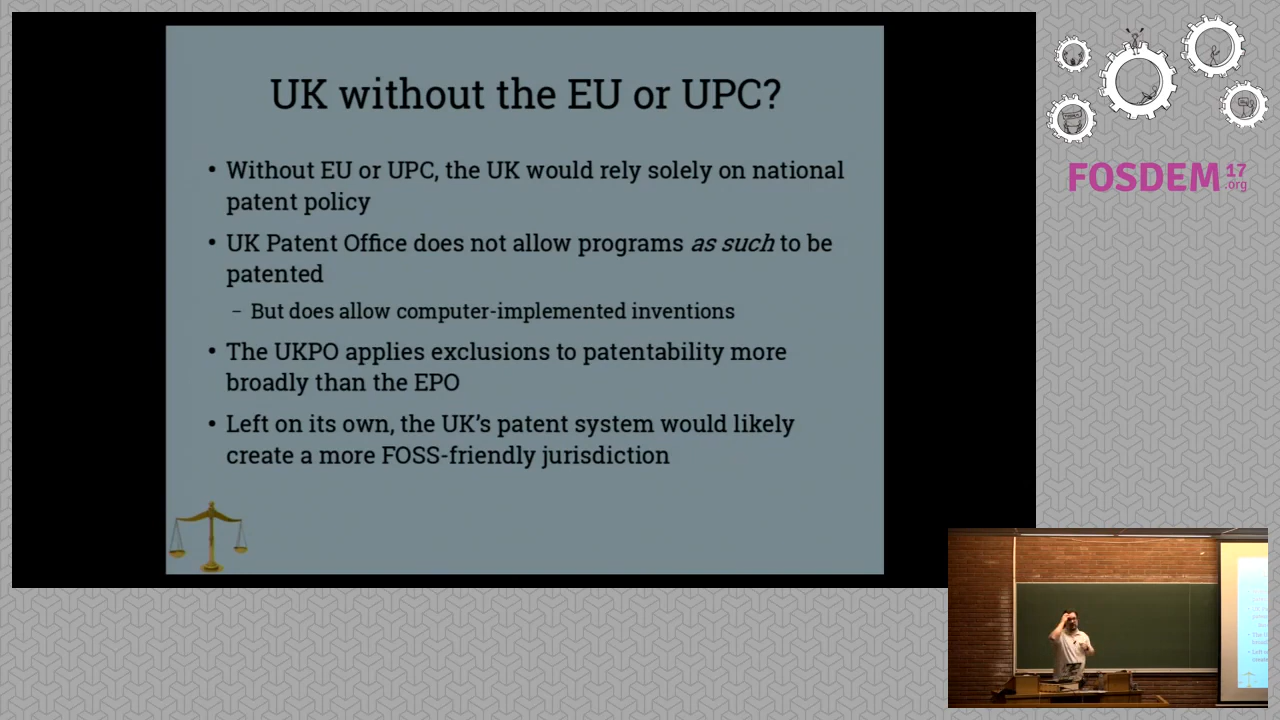 UK without the EU or UPC?
• Without EU or UPC, the UK would rely solely on national
patent policy
• UK Patent Office does not allow programs as such to be
patented
– But does allow computer-implemented inventions
• The UKPO applies exclusions to patentability more
broadly than the EPO
• Left on its own, the UK’s patent system would likely
create a more FOSS-friendly jurisdiction
FOSDEM 17
.org